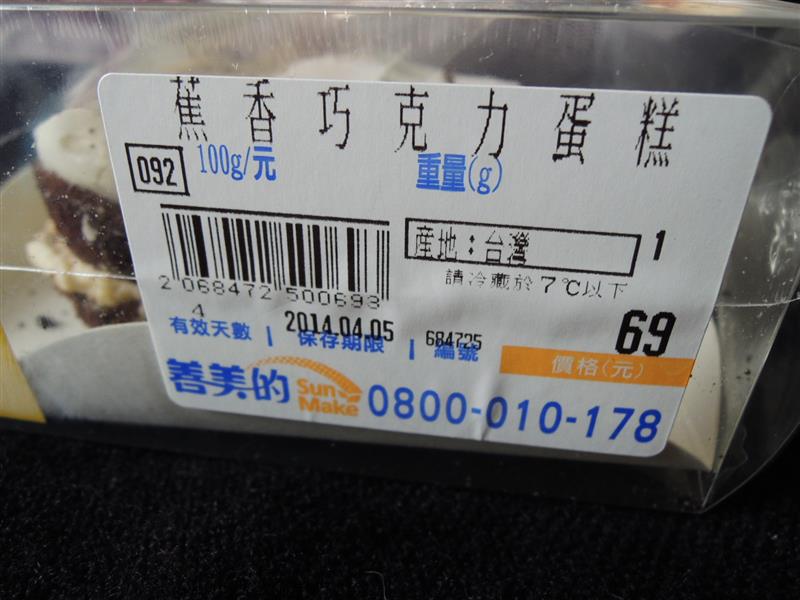 蕉香巧克力蛋糕
092 100g/元 重量(g)
産地：台灣 1
請冷藏於7℃以下
2 068472 500693
4 2014.04.05 684725 69
有效天數 保存期限 編號 價格(元)
善美的 Sun Make 0800-010-178